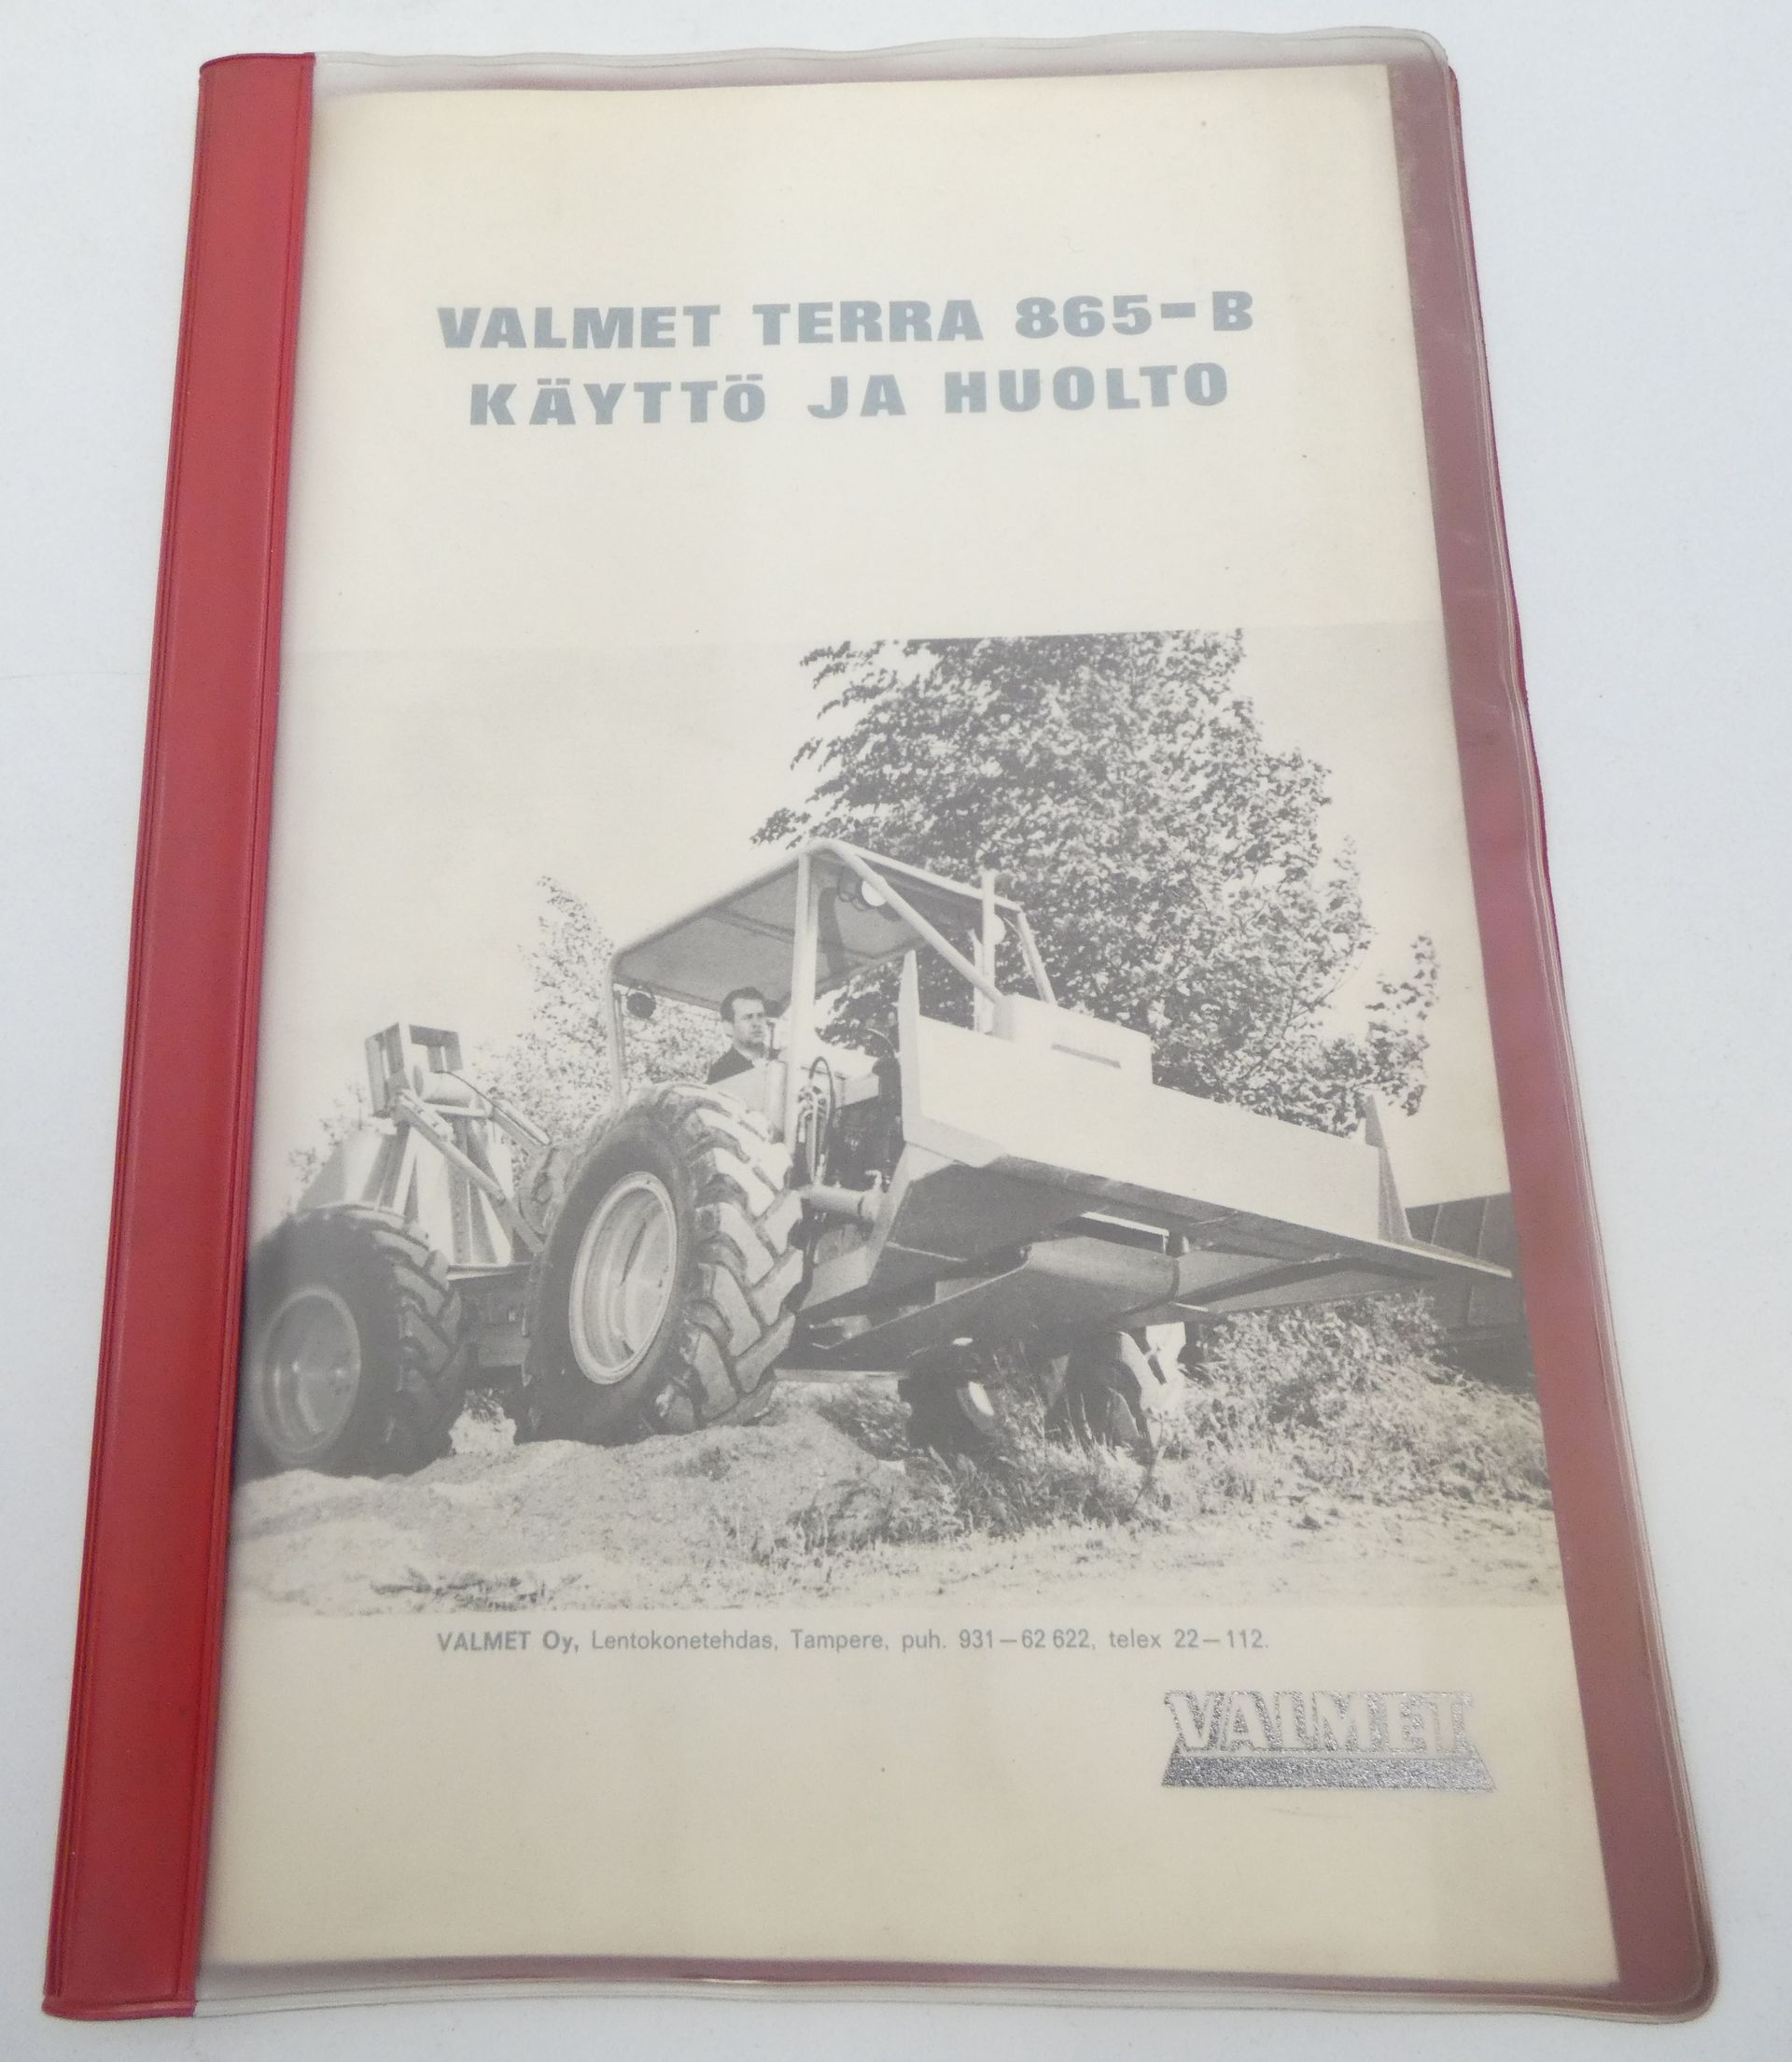 VALMET TERRA 865-B
KÄYTTÖ JA HUOLTO
VALMET Oy, Lentokonetehdas, Tampere, puh. 931—62 622, telex 22—112.
VALMET